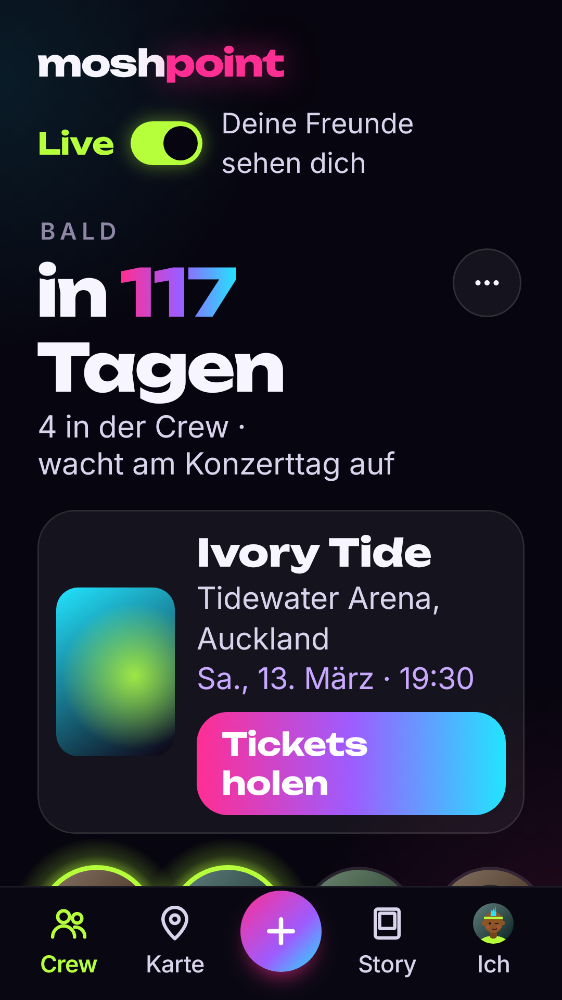 moshpoint
Live
Deine Freunde
sehen dich
BALD
in 117
Tagen
4 in der Crew ·
wacht am Konzerttag auf
Ivory Tide
Tidewater Arena,
Auckland
Sa., 13. März · 19:30
Tickets
holen
Crew
Karte
Story
Ich